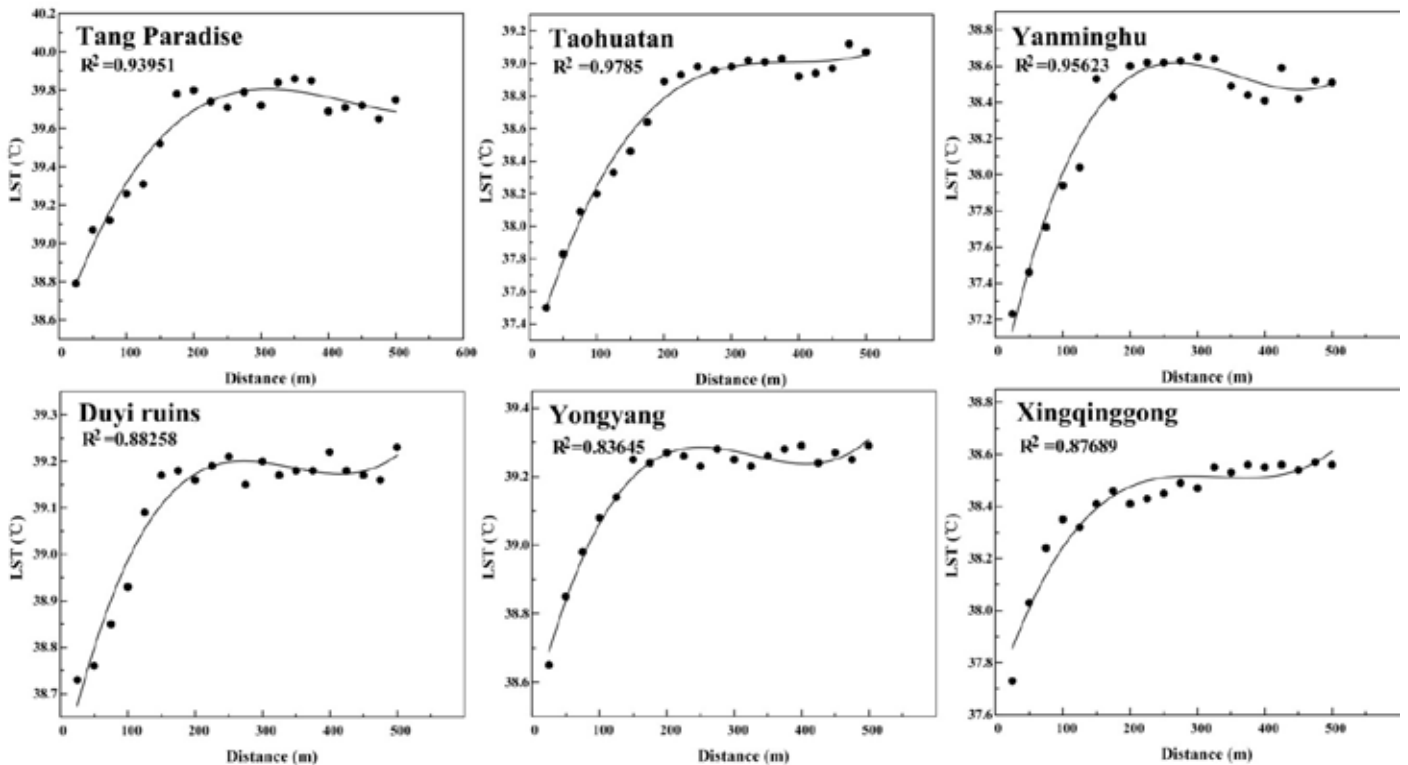 Tang Paradise
R²=0.93951
40.2
40.0
39.8
39.6
39.4
39.2
39.0
38.8
38.6
LST (℃)
0 100 200 300 400 500 600
Distance (m)
Taohuatan
R²=0.9785
39.2
39.0
38.8
38.6
38.4
38.2
38.0
37.8
37.6
37.4
LST (℃)
0 100 200 300 400 500
Distance (m)
Yanminghu
R²=0.95623
38.8
38.6
38.4
38.2
38.0
37.8
37.6
37.4
37.2
LST (℃)
0 100 200 300 400 500
Distance (m)
Duyi ruins
R²=0.88258
39.3
39.2
39.1
39.0
38.9
38.8
38.7
LST (℃)
0 100 200 300 400 500
Distance (m)
Yongyang
R²=0.83645
39.4
39.2
39.0
38.8
38.6
LST (℃)
0 100 200 300 400 500
Distance (m)
Xingqinggong
R²=0.87689
38.8
38.6
38.4
38.2
38.0
37.8
37.6
LST (℃)
0 100 200 300 400 500
Distance (m)